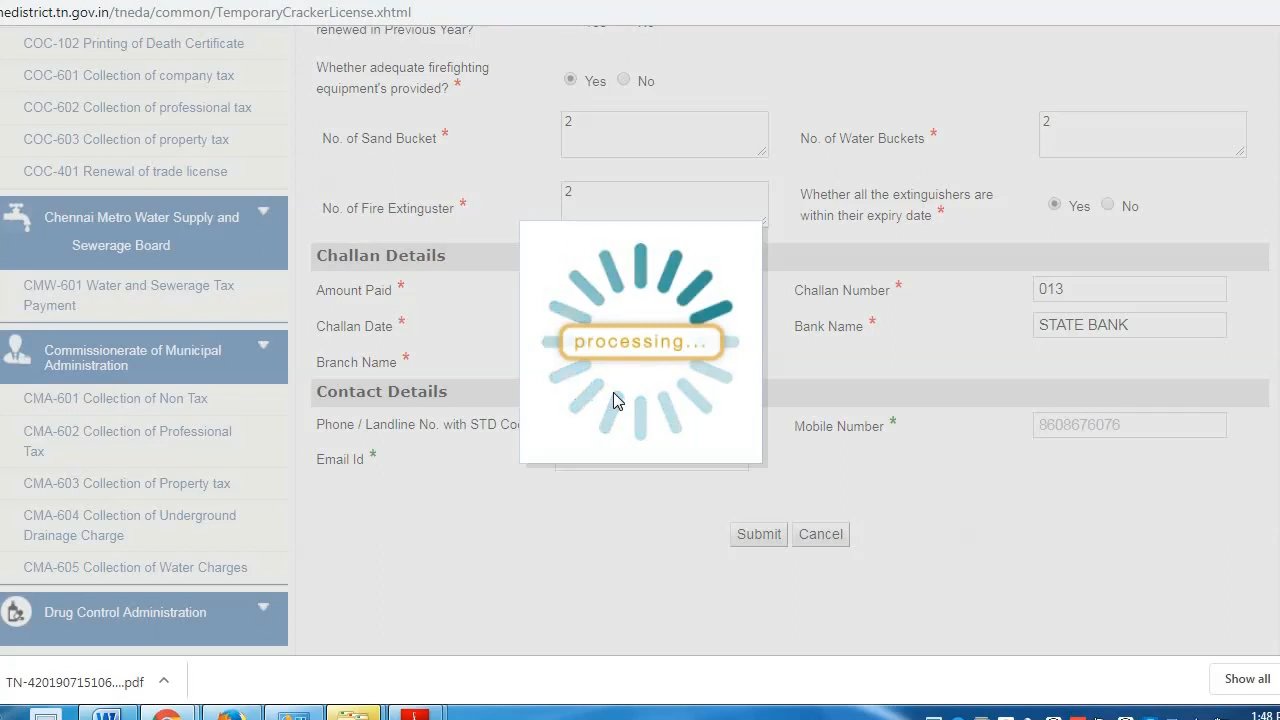 nedistrict.tn.gov.in/tneda/common/TemporaryCrackerLicense.xhtml
COC-102 Printing of Death Certificate
COC-601 Collection of company tax
COC-602 Collection of professional tax
COC-603 Collection of property tax
COC-401 Renewal of trade license
Chennai Metro Water Supply and
Sewerage Board
CMW-601 Water and Sewerage Tax
Payment
Commissionerate of Municipal
Administration
CMA-601 Collection of Non Tax
CMA-602 Collection of Professional
Tax
CMA-603 Collection of Property tax
CMA-604 Collection of Underground
Drainage Charge
CMA-605 Collection of Water Charges
Drug Control Administration
renewed in Previous Year?
Whether adequate firefighting
equipment's provided? *
Yes No
No. of Sand Bucket * 2
No. of Water Buckets * 2
No. of Fire Extinguster * 2
Whether all the extinguishers are
within their expiry date *
Yes No
Challan Details
Amount Paid *
Challan Number * 013
Challan Date *
Bank Name * STATE BANK
Branch Name *
Contact Details
Phone / Landline No. with STD Co
Mobile Number * 8608676076
Email Id *
processing...
Submit Cancel
TN-420190715106....pdf
Show all
1:48